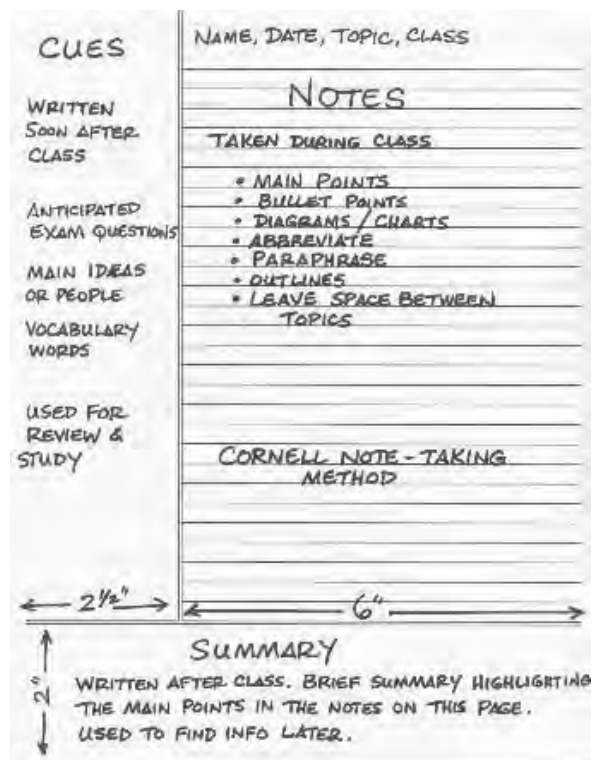 CUES
WRITTEN
SOON AFTER
CLASS
ANTICIPATED
EXAM QUESTIONS
MAIN IDEAS
OR PEOPLE
VOCABULARY
WORDS
USED FOR
REVIEW &
STUDY
2 1/2"
NAME, DATE, TOPIC, CLASS
NOTES
TAKEN DURING CLASS
• MAIN POINTS
• BULLET POINTS
• DIAGRAMS / CHARTS
• ABBREVIATE
• PARAPHRASE
• OUTLINES
• LEAVE SPACE BETWEEN
TOPICS
CORNELL NOTE-TAKING
METHOD
6"
2"
SUMMARY
WRITTEN AFTER CLASS. BRIEF SUMMARY HIGHLIGHTING
THE MAIN POINTS IN THE NOTES ON THIS PAGE.
USED TO FIND INFO LATER.